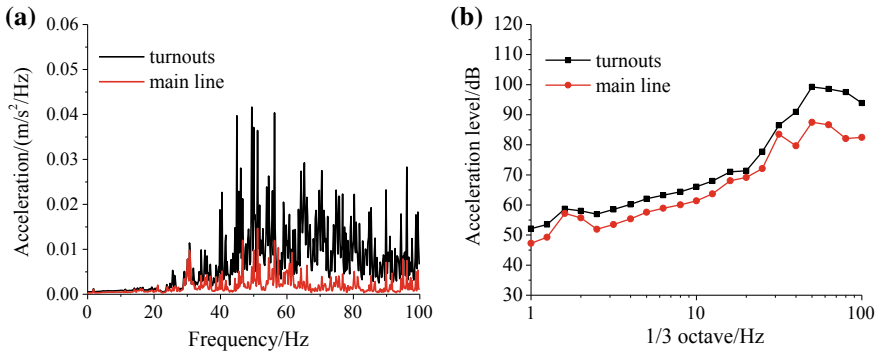 (a)
0.06
0.05
0.04
0.03
0.02
0.01
0.00
Acceleration/(m/s²/Hz)
turnouts
main line
0 20 40 60 80 100
Frequency/Hz
(b)
120
110
100
90
80
70
60
50
40
30
Acceleration level/dB
turnouts
main line
1 10 100
1/3 octave/Hz